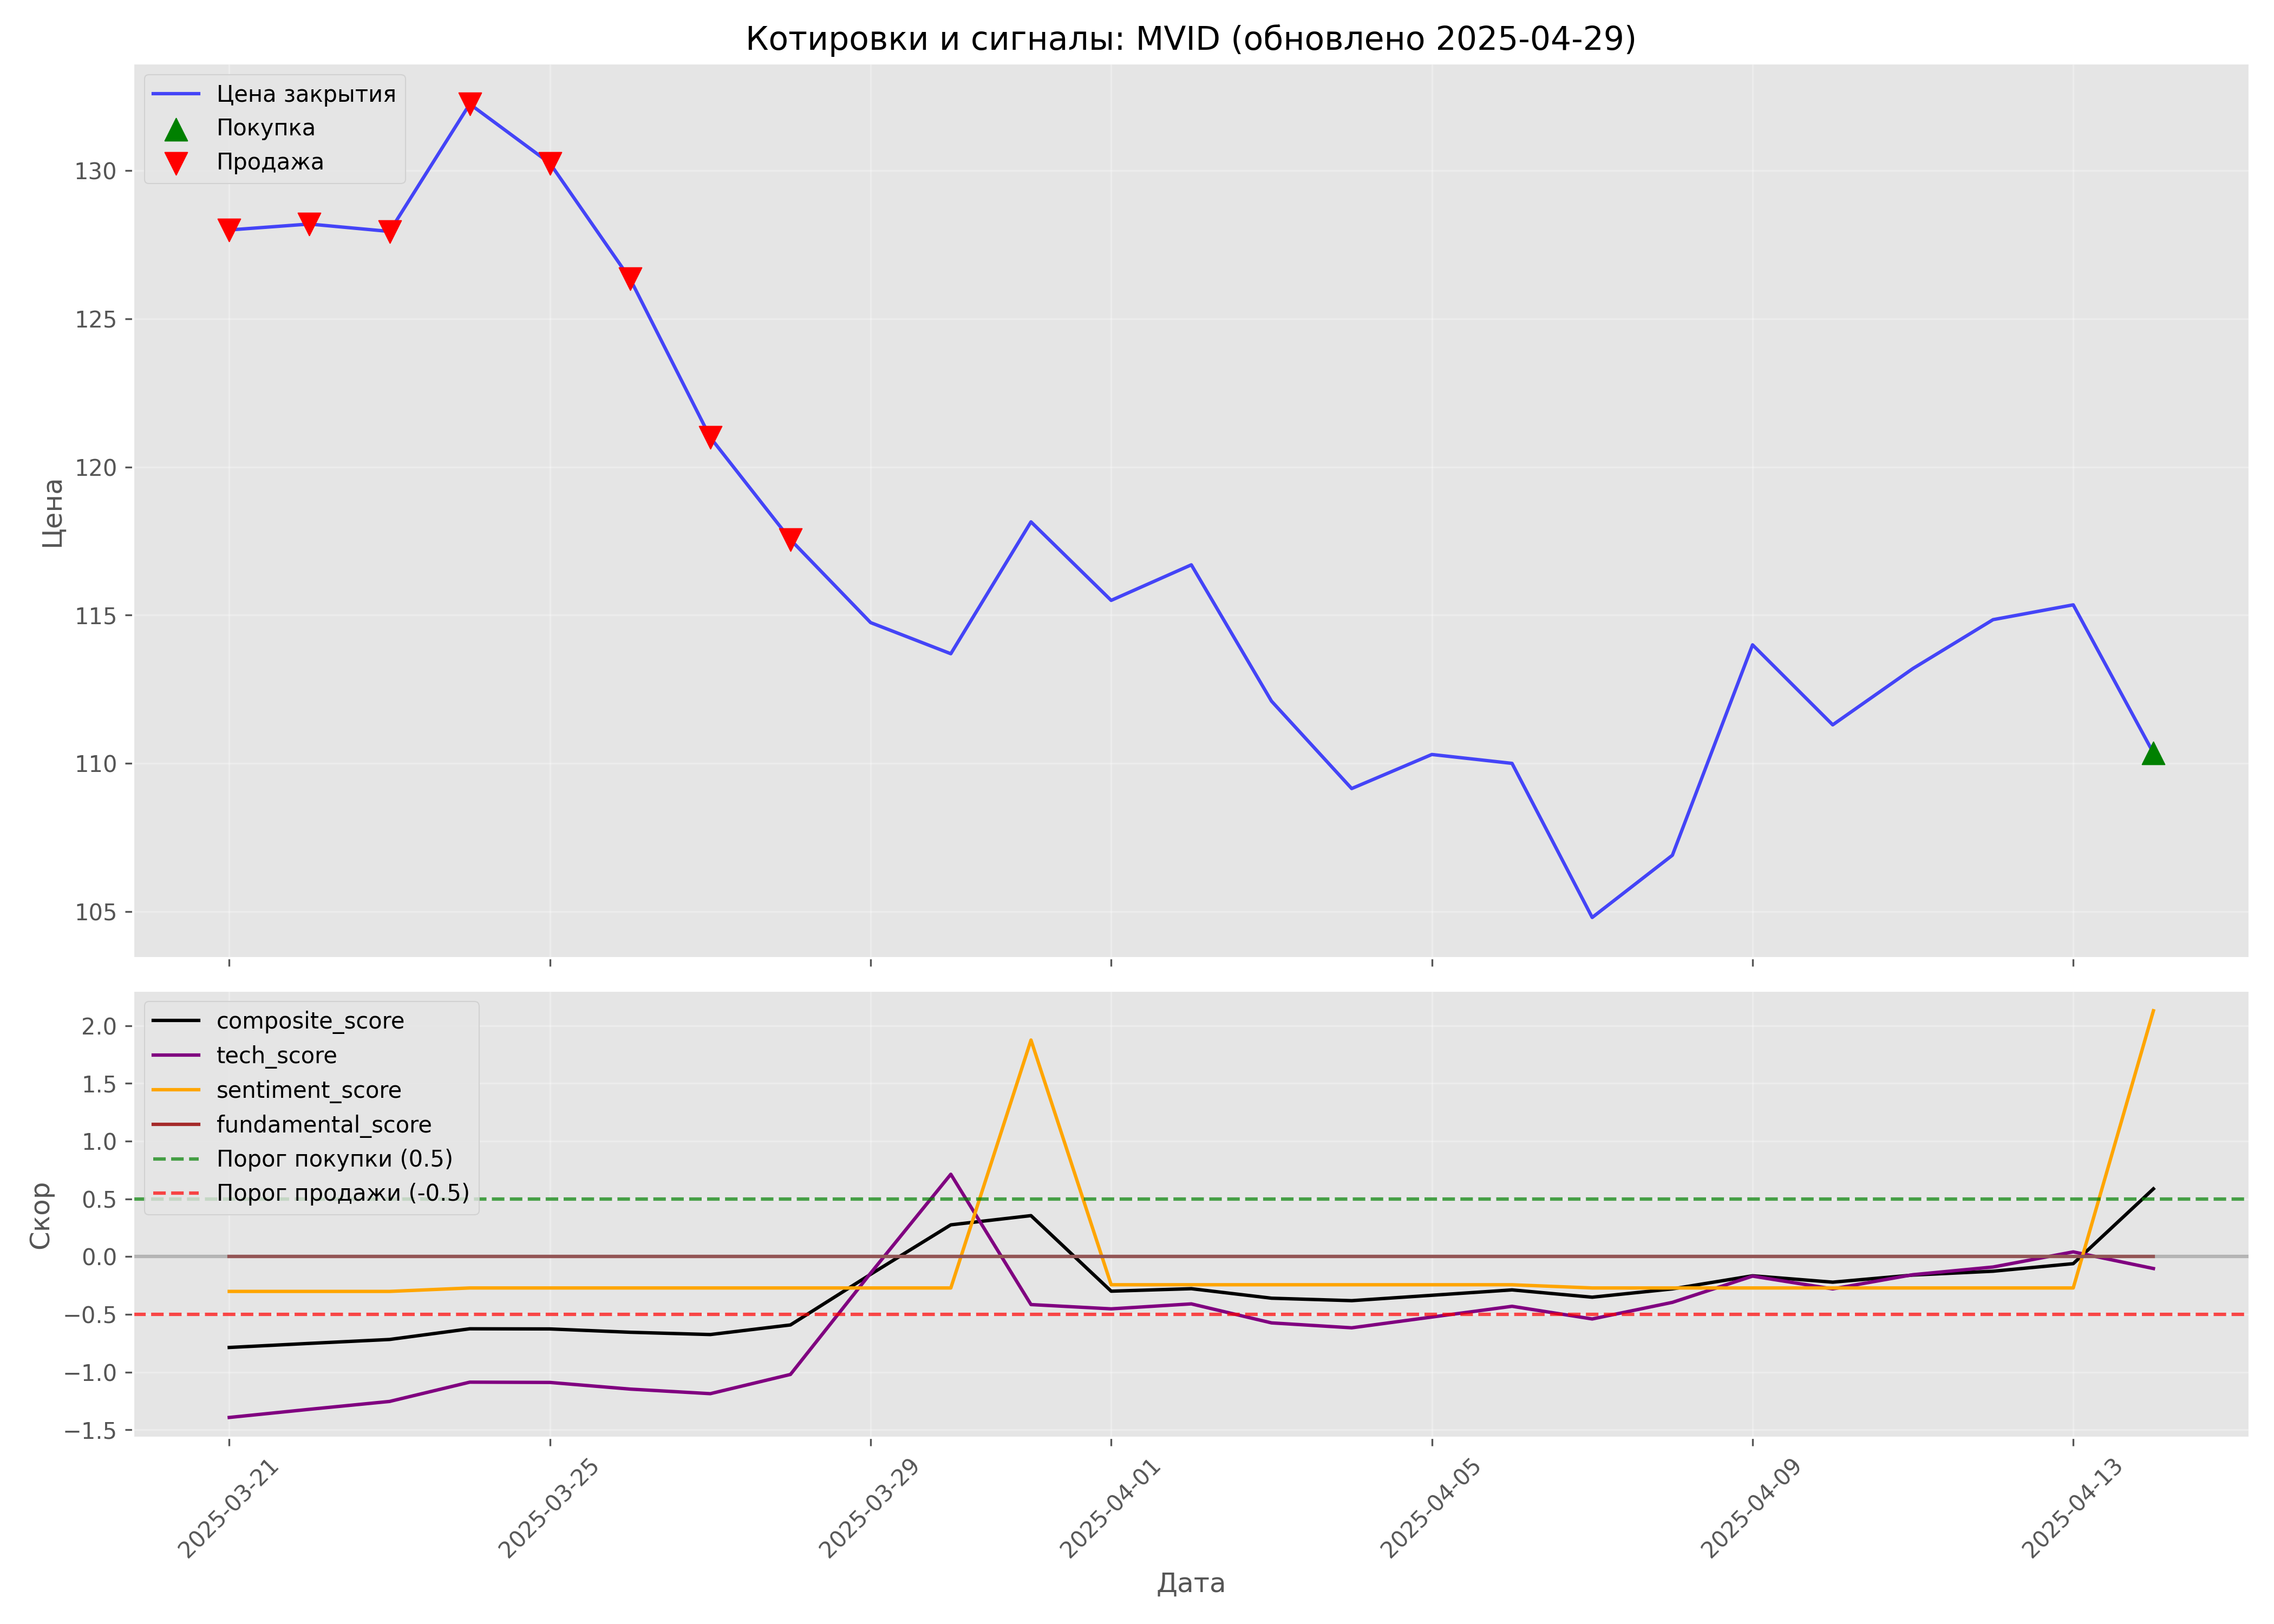 Котировки и сигналы: MVID (обновлено 2025-04-29)
Цена закрытия
Покупка
Продажа
130
125
120
115
110
105
Цена
composite_score
tech_score
sentiment_score
fundamental_score
Порог покупки (0.5)
Порог продажи (-0.5)
2.0
1.5
1.0
0.5
0.0
−0.5
−1.0
−1.5
Скор
2025-03-21
2025-03-25
2025-03-29
2025-04-01
2025-04-05
2025-04-09
2025-04-13
Дата